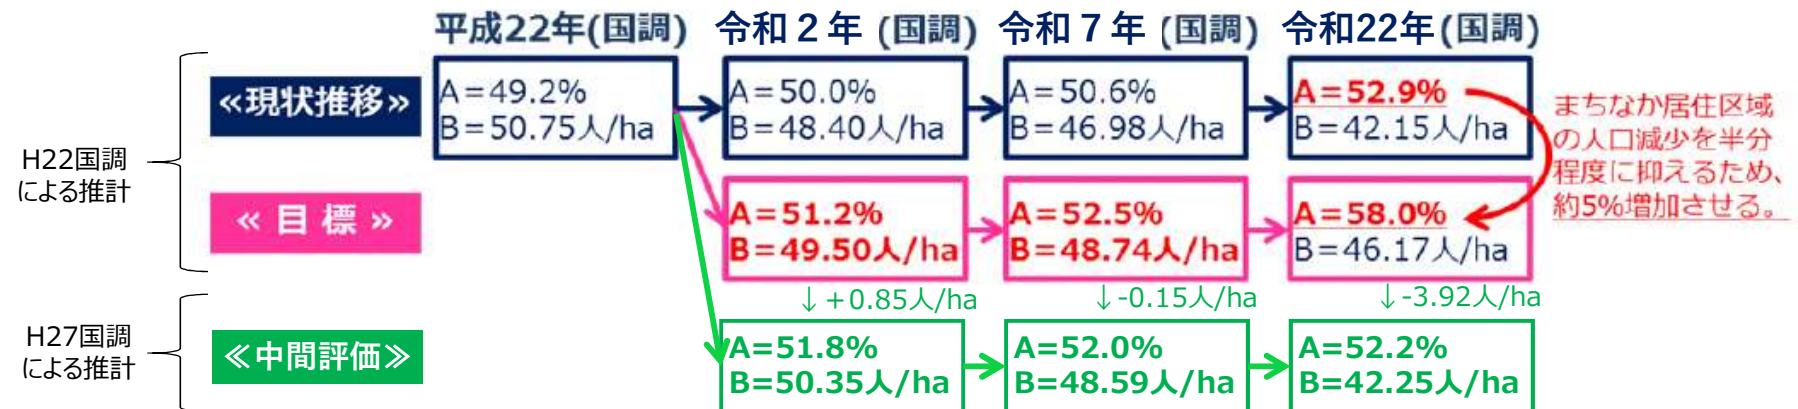 平成22年(国調) 令和２年 (国調) 令和７年 (国調) 令和22年(国調)
H22国調
による推計
≪現状推移≫
A＝49.2%
B＝50.75人/ha
A＝50.0%
B＝48.40人/ha
A＝50.6%
B＝46.98人/ha
A＝52.9%
B＝42.15人/ha
まちなか居住区域
の人口減少を半分
程度に抑えるため、
約5%増加させる。
≪ 目 標 ≫
A＝51.2%
B＝49.50人/ha
A＝52.5%
B＝48.74人/ha
A＝58.0%
B＝46.17人/ha
↓＋0.85人/ha
↓-0.15人/ha
↓-3.92人/ha
H27国調
による推計
≪中間評価≫
A=51.8%
B=50.35人/ha
A=52.0%
B=48.59人/ha
A=52.2%
B=42.25人/ha